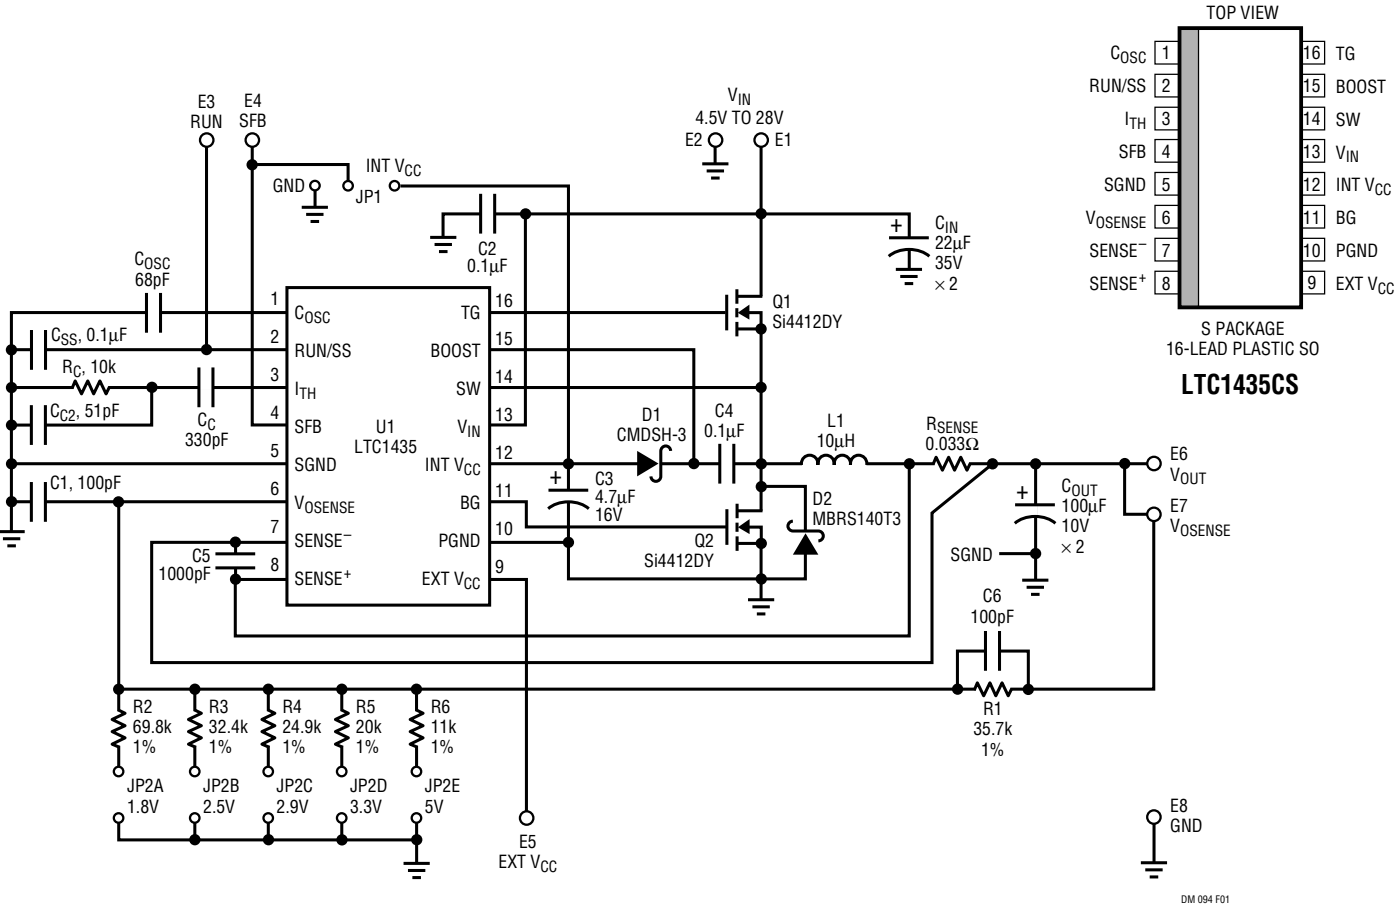 TOP VIEW
COSC 1
RUN/SS 2
ITH 3
SFB 4
SGND 5
VOSENSE 6
SENSE– 7
SENSE+ 8
16 TG
15 BOOST
14 SW
13 VIN
12 INT VCC
11 BG
10 PGND
9 EXT VCC
S PACKAGE
16-LEAD PLASTIC SO
LTC1435CS
E3
RUN
E4
SFB
VIN
4.5V TO 28V
E2
E1
GND
JP1
INT VCC
C2
0.1µF
+
CIN
22µF
35V
× 2
COSC
68pF
CSS, 0.1µF
RC, 10k
CC2, 51pF
CC
330pF
C1, 100pF
C5
1000pF
1
COSC
2
RUN/SS
3
ITH
4
SFB
5
SGND
6
VOSENSE
7
SENSE–
8
SENSE+
U1
LTC1435
16
TG
15
BOOST
14
SW
13
VIN
12
INT VCC
11
BG
10
PGND
9
EXT VCC
Q1
Si4412DY
D1
CMDSH-3
C4
0.1µF
L1
10µH
RSENSE
0.033Ω
+
C3
4.7µF
16V
Q2
Si4412DY
D2
MBRS140T3
+
COUT
100µF
10V
× 2
SGND
E6
VOUT
E7
VOSENSE
C6
100pF
R1
35.7k
1%
R2
69.8k
1%
R3
32.4k
1%
R4
24.9k
1%
R5
20k
1%
R6
11k
1%
JP2A
1.8V
JP2B
2.5V
JP2C
2.9V
JP2D
3.3V
JP2E
5V
E5
EXT VCC
E8
GND
DM 094 F01